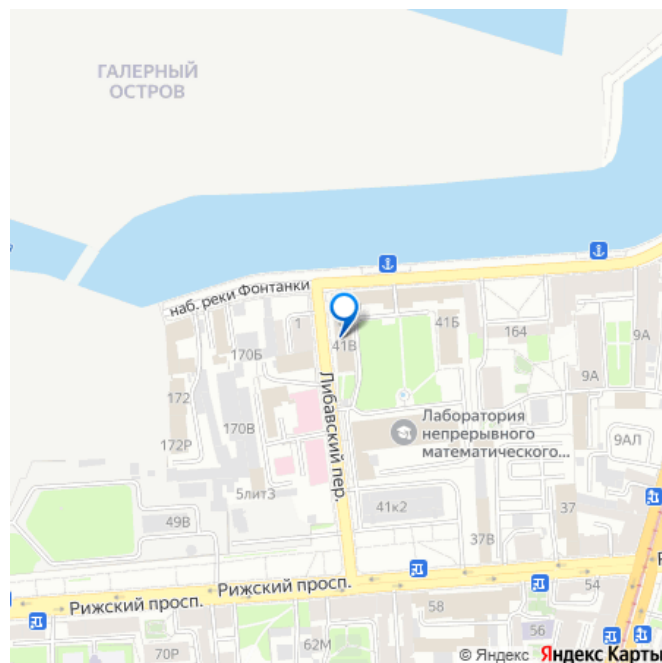 ГАЛЕРНЫЙ
ОСТРОВ
наб. реки Фонтанки
1
41В
41Б
164
9А
9А
170Б
172
Либавский пер.
170В
Лаборатория
непрерывного
математического...
9АЛ
172Р
5лит3
49В
41к2
37
37В
Рижский просп.
Рижский просп.
54
58
56
62М
70Р
© Яндекс Яндекс Карты